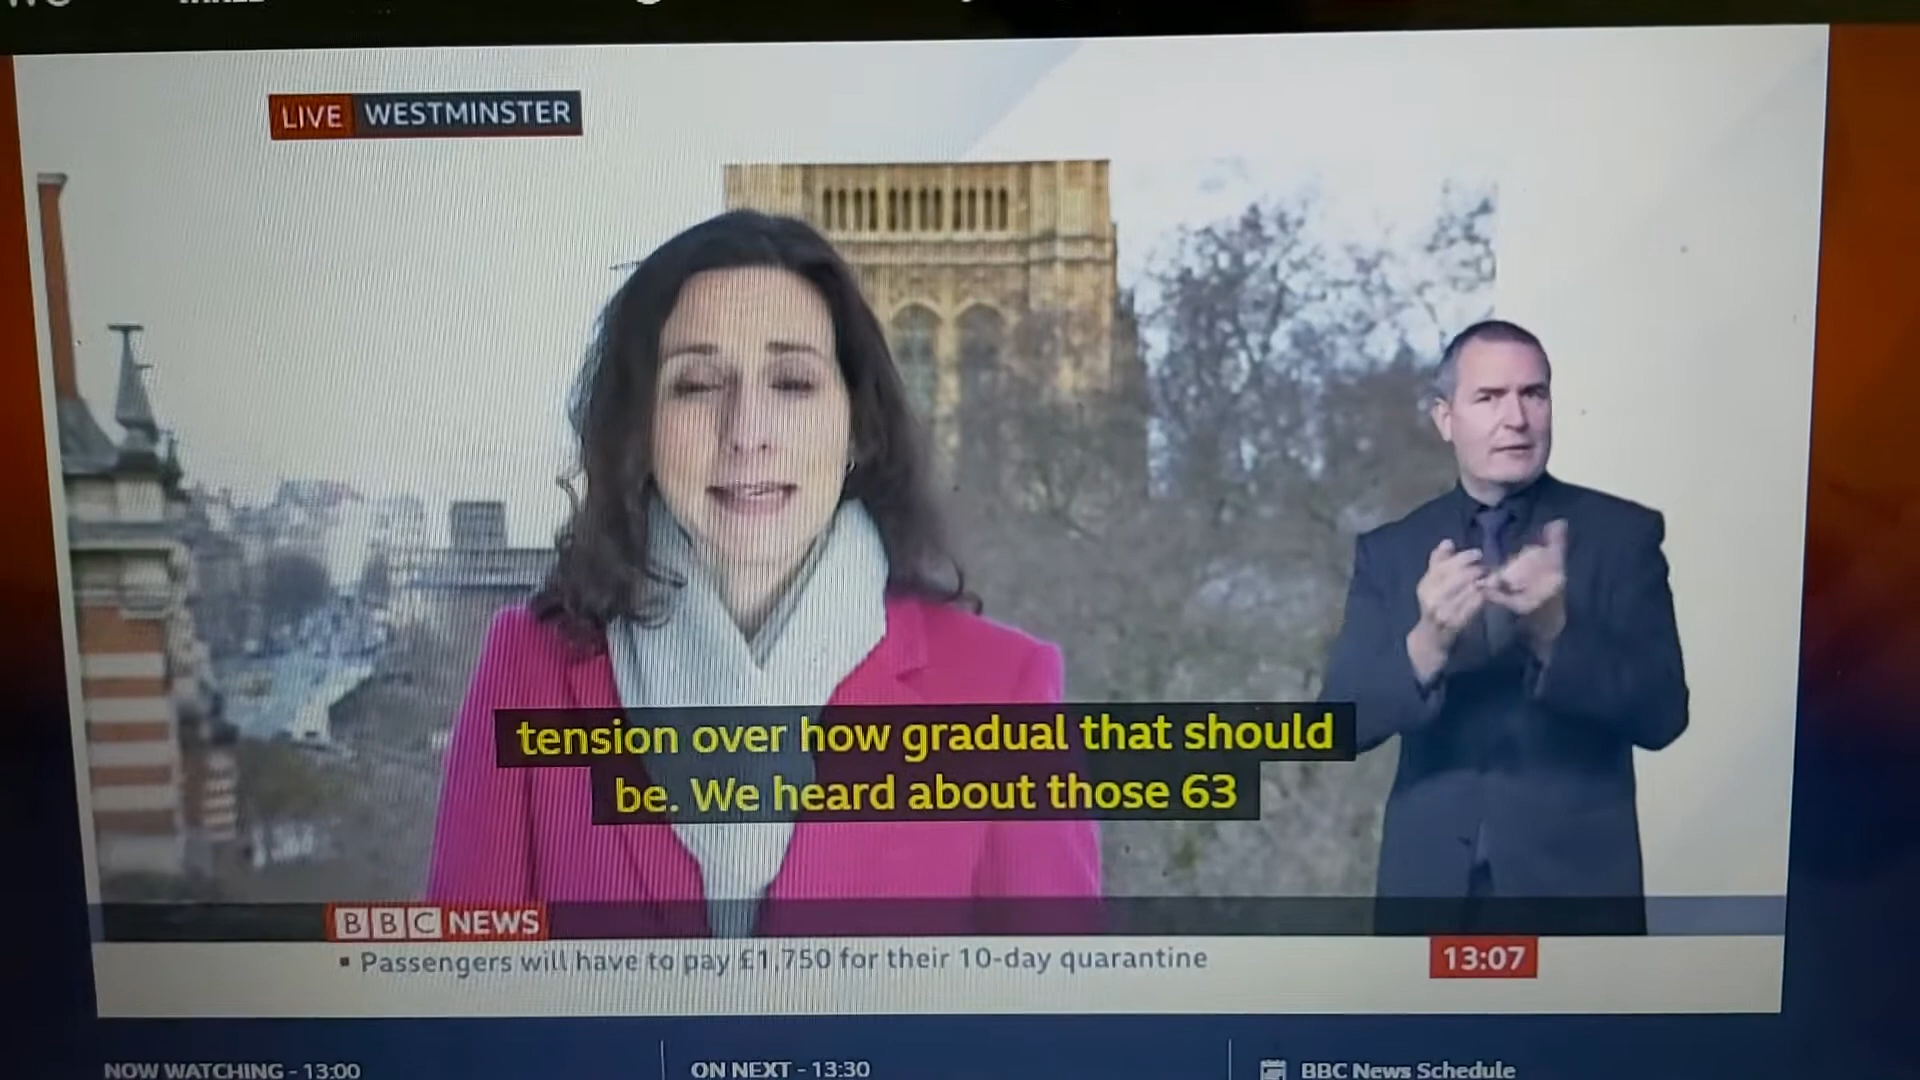 LIVE WESTMINSTER
tension over how gradual that should
be. We heard about those 63
BBC NEWS
▪ Passengers will have to pay £1,750 for their 10-day quarantine
13:07
NOW WATCHING - 13:00
ON NEXT - 13:30
BBC News Schedule